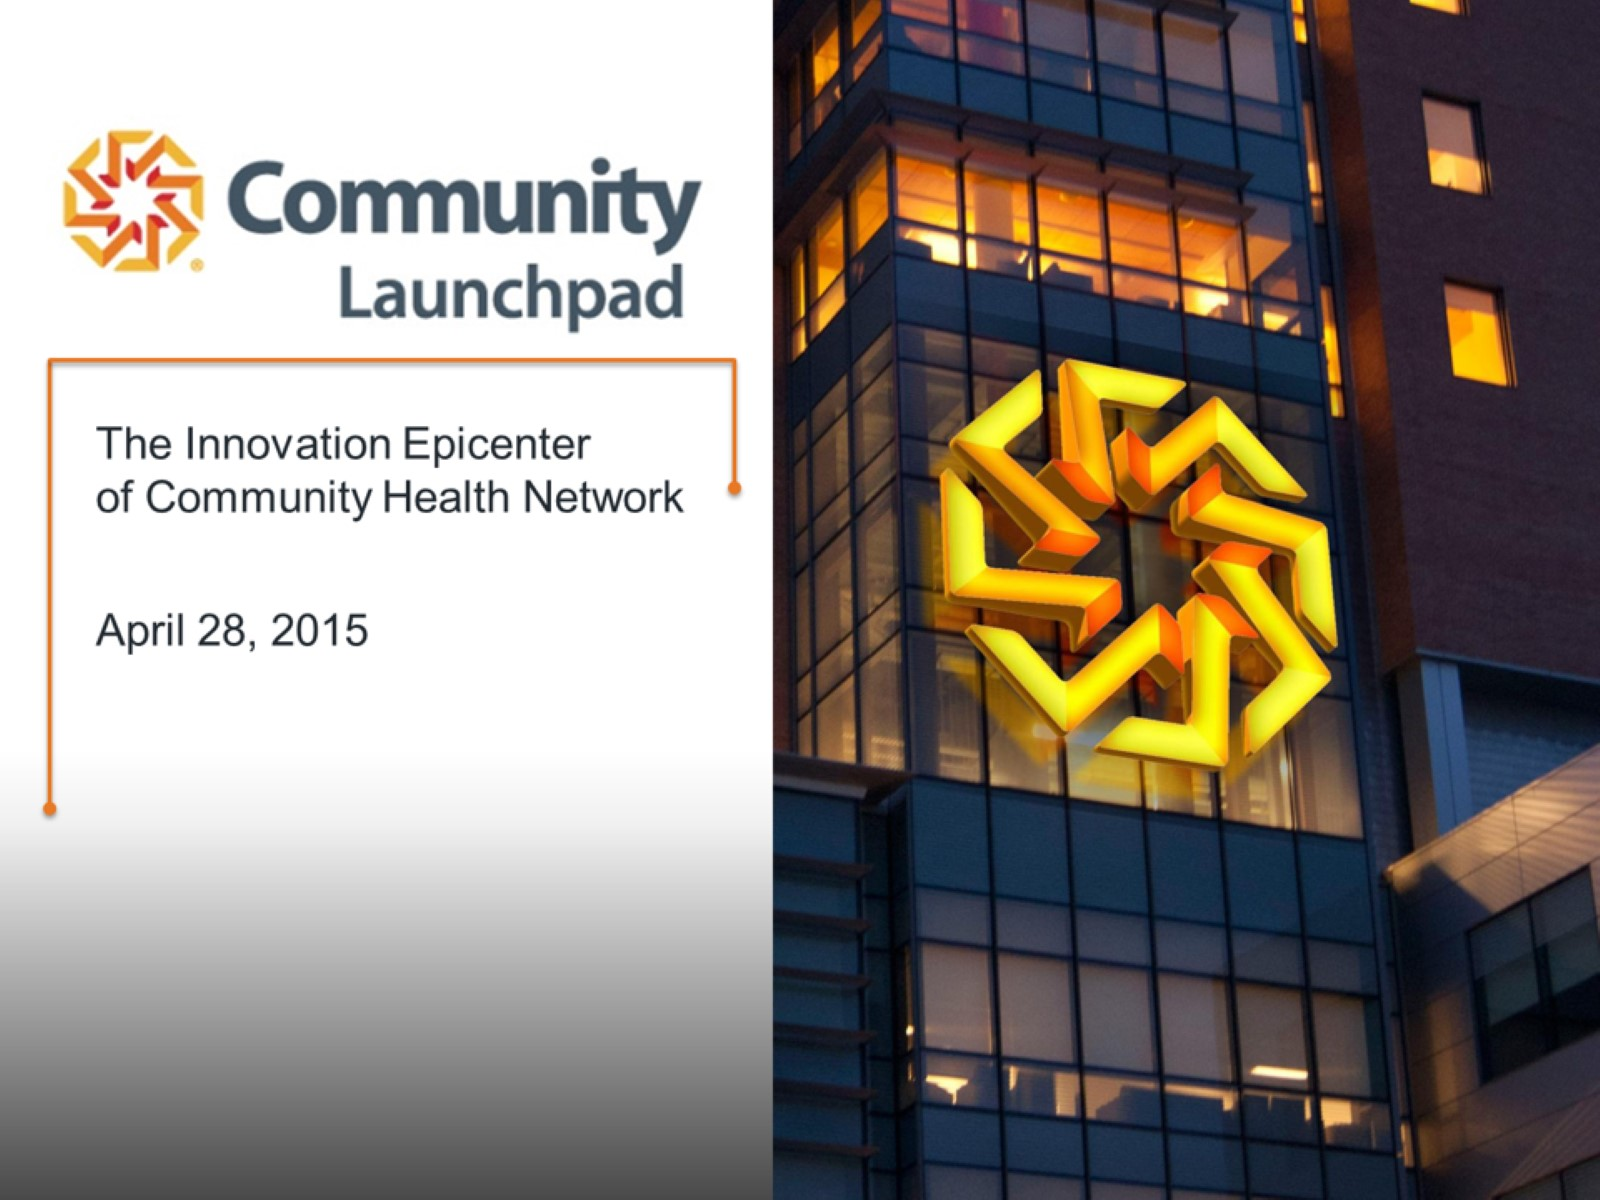 Community
Launchpad
The Innovation Epicenter
of Community Health Network
April 28, 2015